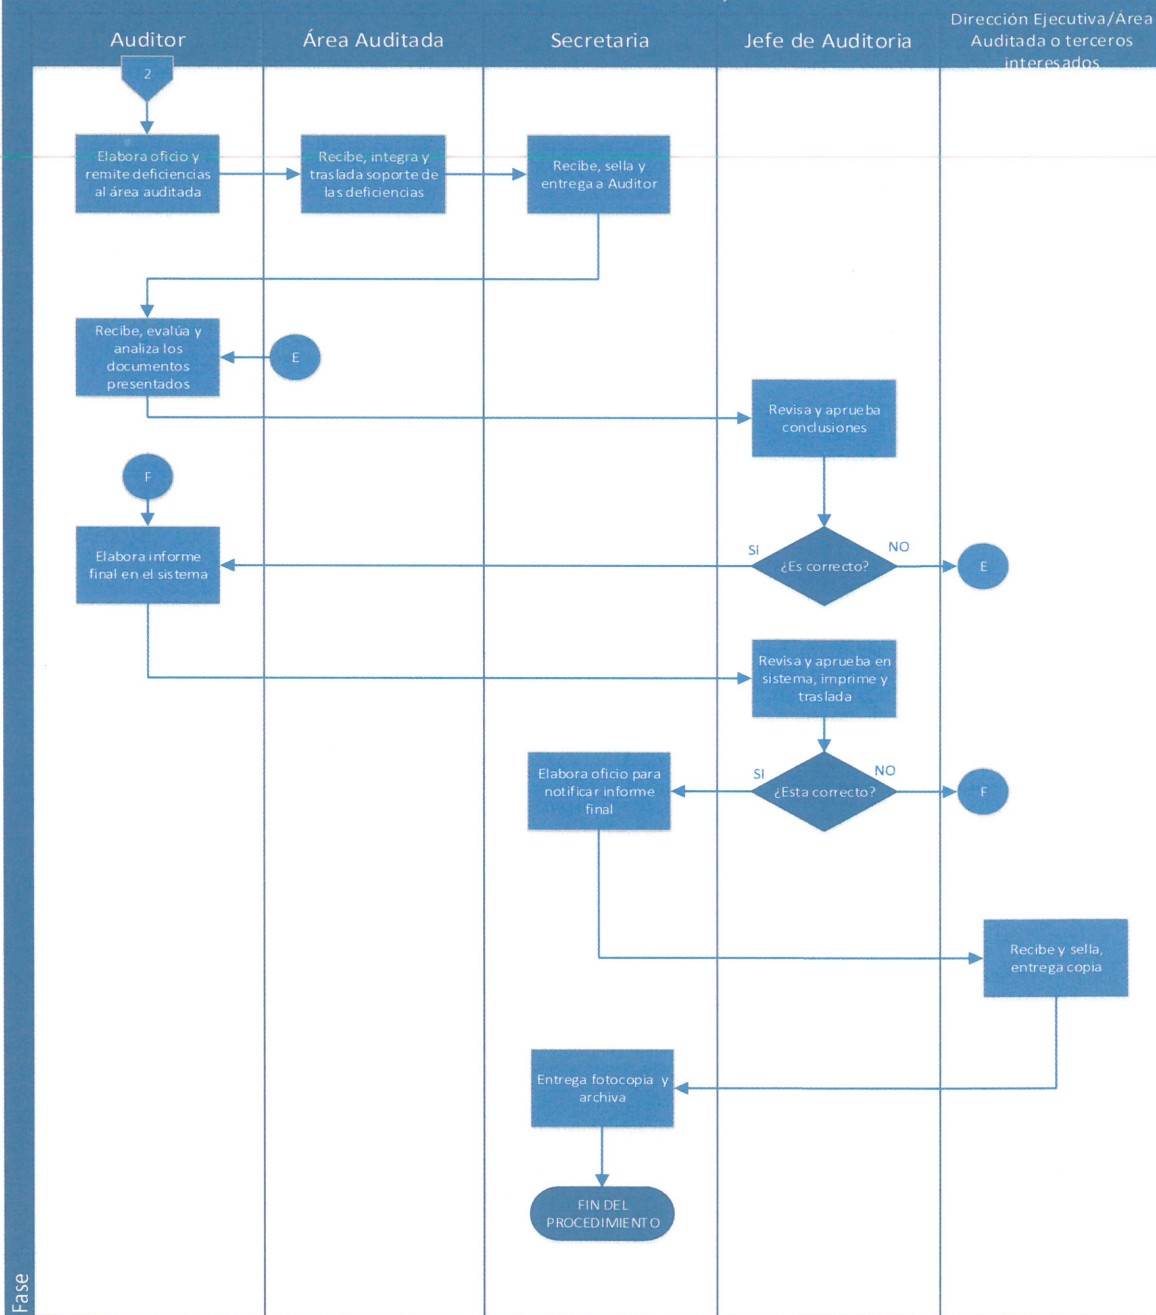 Auditor
Área Auditada
Secretaria
Jefe de Auditoria
Dirección Ejecutiva/Área
Auditada o terceros
interesados
2
Elabora oficio y
remite deficiencias
al área auditada
Recibe, integra y
traslada soporte de
las deficiencias
Recibe, sella y
entrega a Auditor
Recibe, evalúa y
analiza los
documentos
presentados
E
Revisa y aprueba
conclusiones
F
Elabora informe
final en el sistema
SI
¿Es correcto?
NO
E
Revisa y aprueba en
sistema, imprime y
traslada
Elabora oficio para
notificar informe
final
SI
¿Esta correcto?
NO
F
Recibe y sella,
entrega copia
Entrega fotocopia y
archiva
FIN DEL
PROCEDIMIENTO
Fase